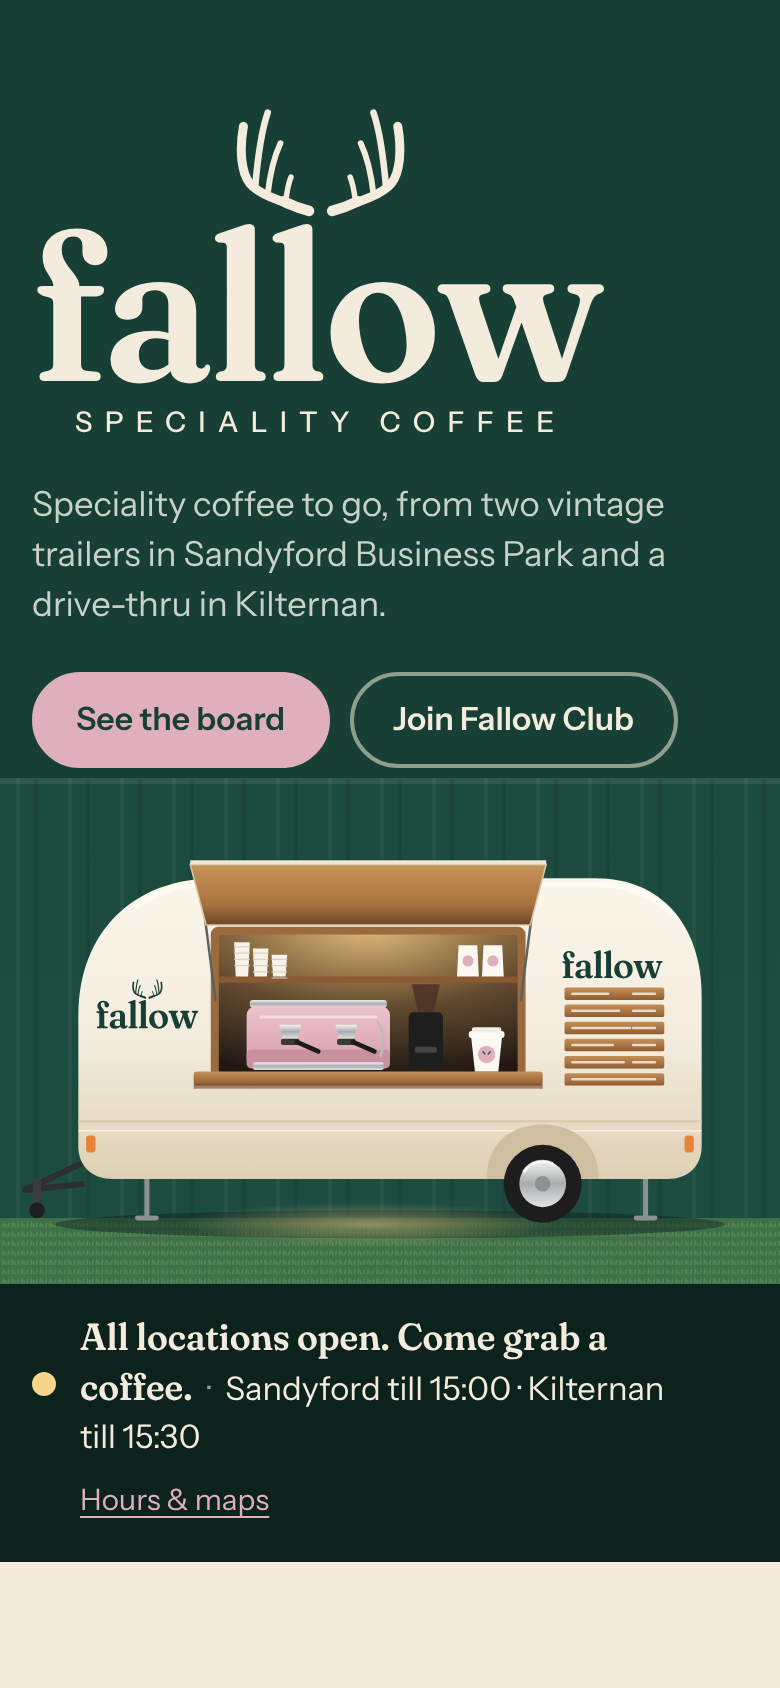 fallow
SPECIALITY COFFEE
Speciality coffee to go, from two vintage
trailers in Sandyford Business Park and a
drive-thru in Kilternan.
See the board
Join Fallow Club
fallow
fallow
All locations open. Come grab a
coffee. · Sandyford till 15:00 · Kilternan
till 15:30
Hours & maps